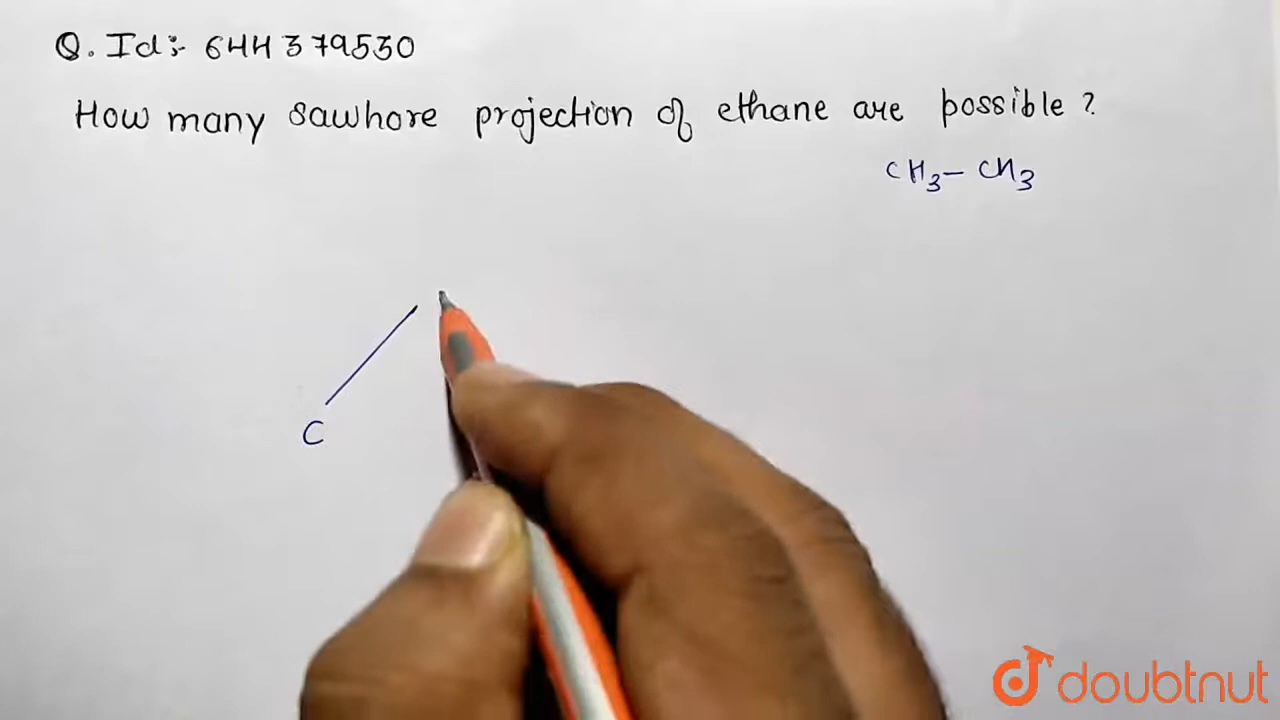 Q. Id:- 644379530
How many sawhore projection of ethane are possible?
CH3- CH3
C
doubtnut